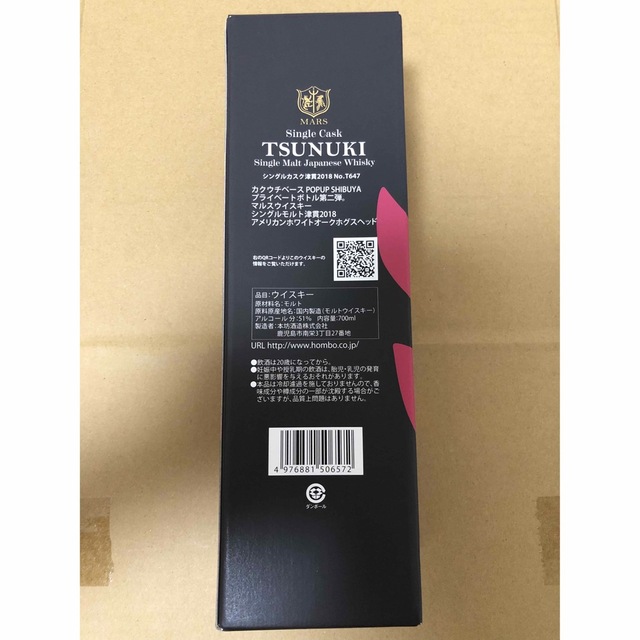 MARS
Single Cask
TSUNUKI
Single Malt Japanese Whisky
シングルカスク津貫2018 No.T647
カクウチベース POPUP SHIBUYA
プライベートボトル第二弾。
マルスウイスキー
シングルモルト津貫2018
アメリカンホワイトオークホグスヘッド
右のQRコードよりこのウイスキーの
情報をご覧いただけます。
品目:ウイスキー
原材料名:モルト
原料原産地名:国内製造(モルトウイスキー)
アルコール分:51% 内容量:700ml
製造者:本坊酒造株式会社
鹿児島市南栄3丁目27番地
URL http://www.hombo.co.jp/
●飲酒は20歳になってから。
●妊娠中や授乳期の飲酒は、胎児・乳児の発育
に悪影響を与えるおそれがあります。
●本品は冷却濾過を施しておりませんので、香
味成分や樽成分の一部が沈殿する場合がご
ざいますが、品質上問題はありません。
4 976881 506572
ダンボール